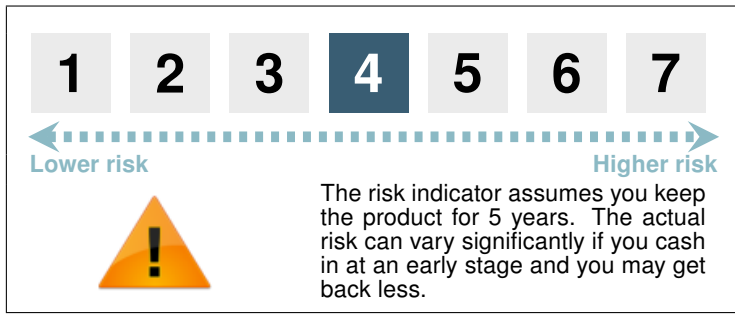 1 2 3 4 5 6 7
Lower risk Higher risk
The risk indicator assumes you keep
the product for 5 years. The actual
risk can vary significantly if you cash
in at an early stage and you may get
back less.